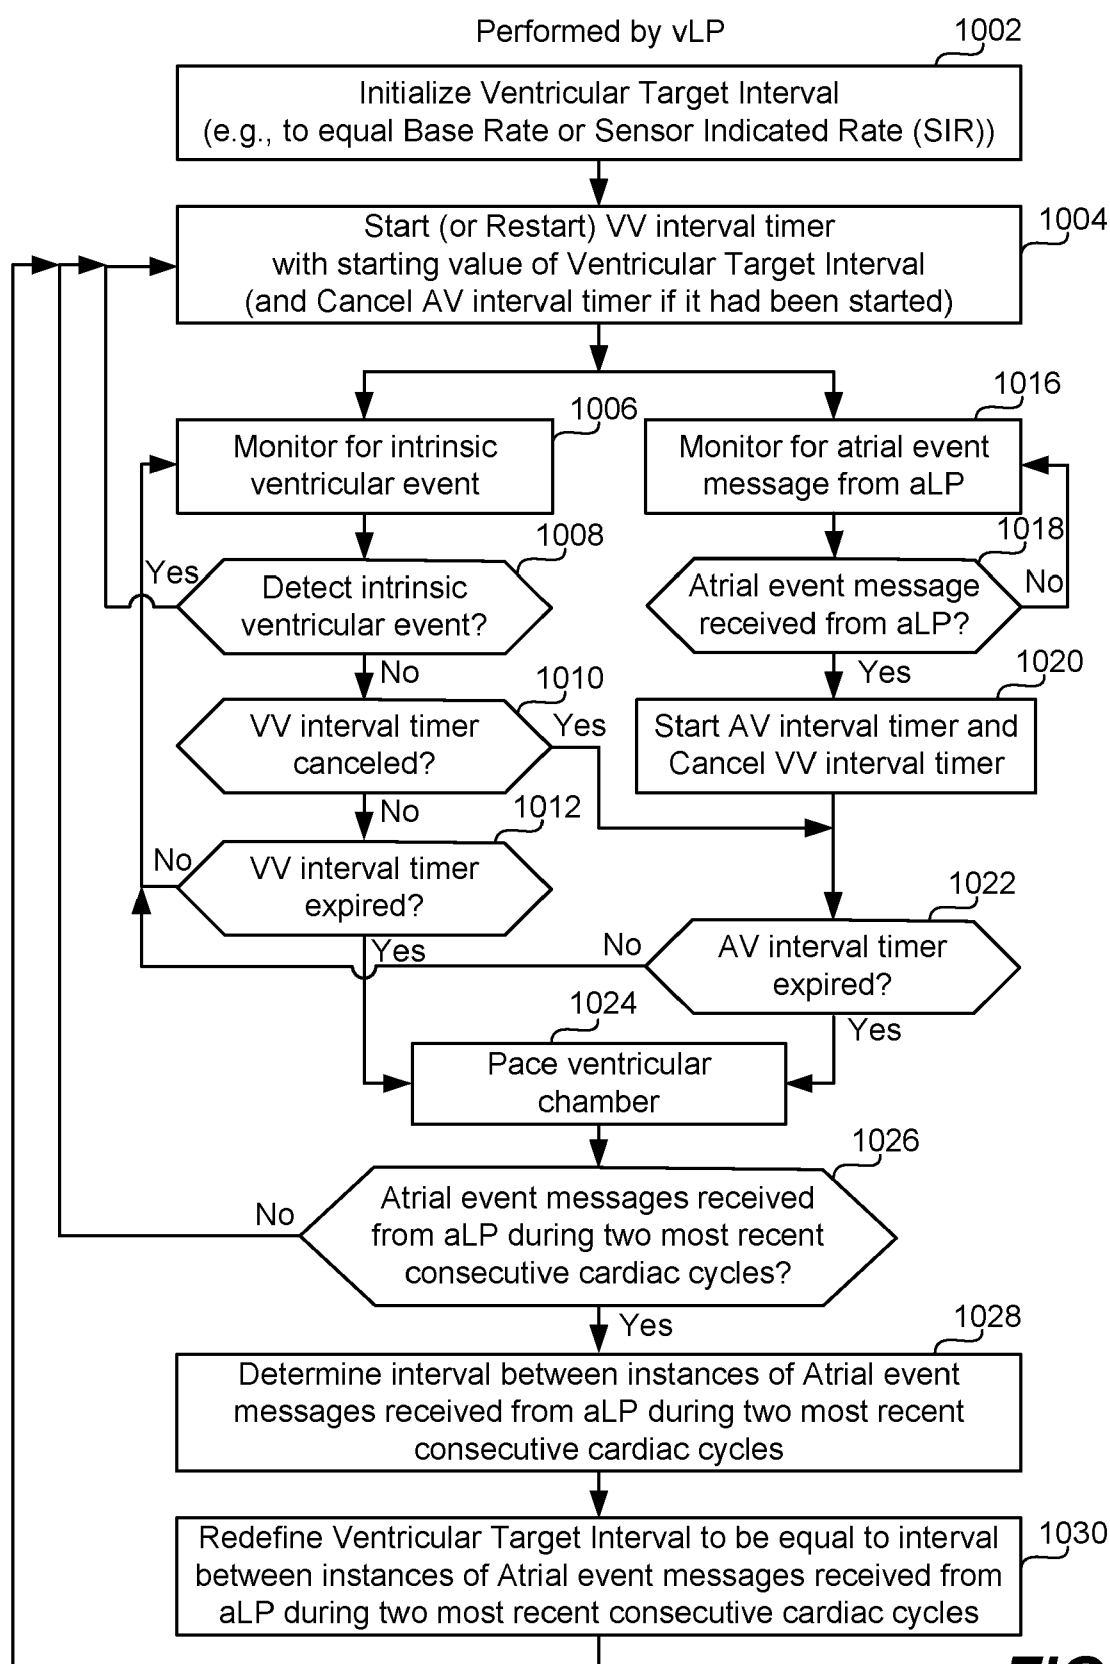 Performed by vLP
1002
Initialize Ventricular Target Interval
(e.g., to equal Base Rate or Sensor Indicated Rate (SIR))
1004
Start (or Restart) VV interval timer
with starting value of Ventricular Target Interval
(and Cancel AV interval timer if it had been started)
1006
Monitor for intrinsic
ventricular event
1016
Monitor for atrial event
message from aLP
1008
Yes
Detect intrinsic
ventricular event?
No
1018
Atrial event message
received from aLP?
No
Yes
1010
VV interval timer
canceled?
Yes
No
1020
Start AV interval timer and
Cancel VV interval timer
1012
No
VV interval timer
expired?
Yes
1022
No
AV interval timer
expired?
Yes
1024
Pace ventricular
chamber
1026
No
Atrial event messages received
from aLP during two most recent
consecutive cardiac cycles?
Yes
1028
Determine interval between instances of Atrial event
messages received from aLP during two most recent
consecutive cardiac cycles
1030
Redefine Ventricular Target Interval to be equal to interval
between instances of Atrial event messages received from
aLP during two most recent consecutive cardiac cycles